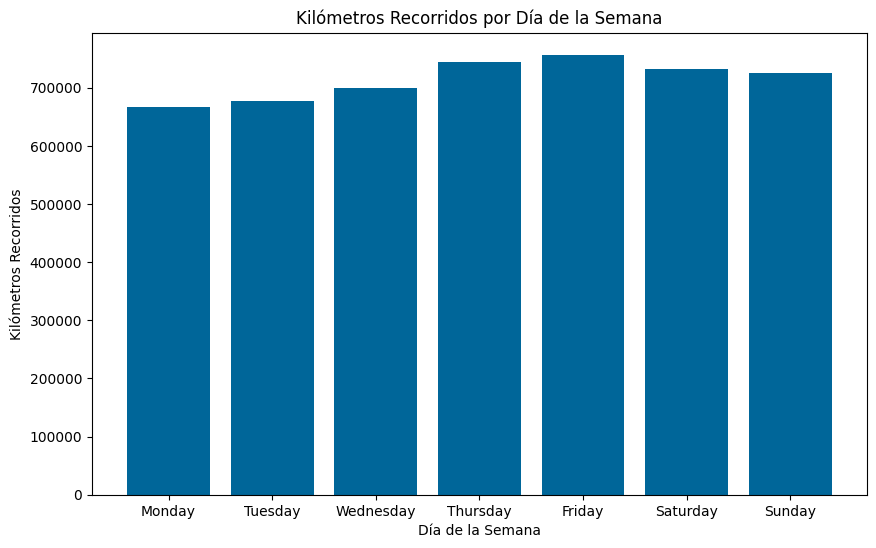 Kilómetros Recorridos por Día de la Semana
Kilómetros Recorridos
700000
600000
500000
400000
300000
200000
100000
0
Monday Tuesday Wednesday Thursday Friday Saturday Sunday
Día de la Semana